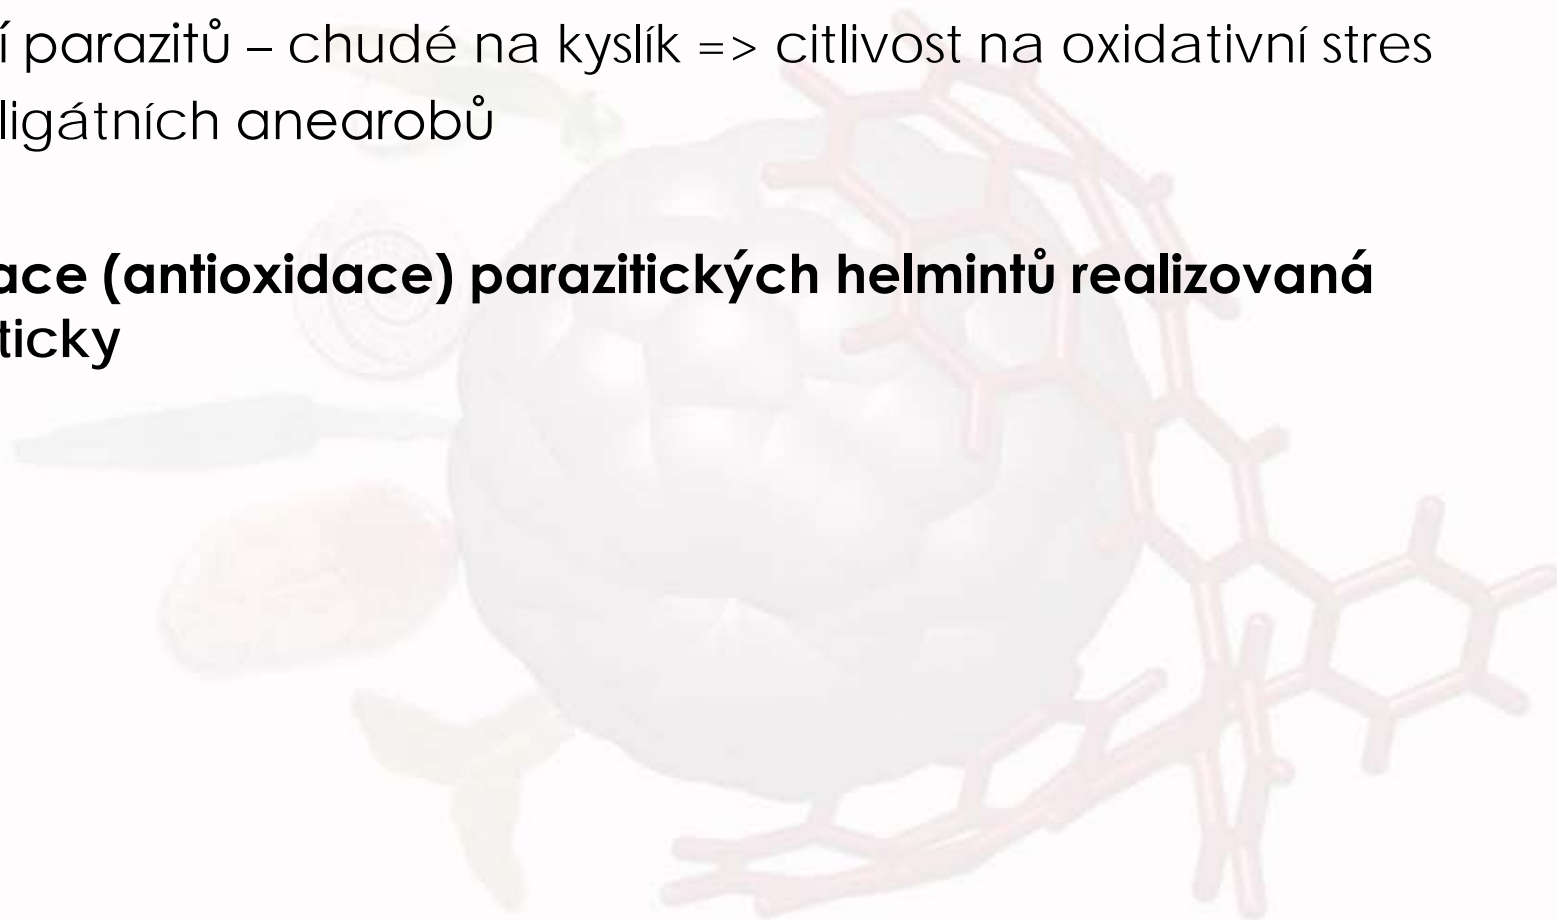 í parazitů – chudé na kyslík => citlivost na oxidativní stres
ligátních anearobů
ace (antioxidace) parazitických helmintů realizovaná
ticky